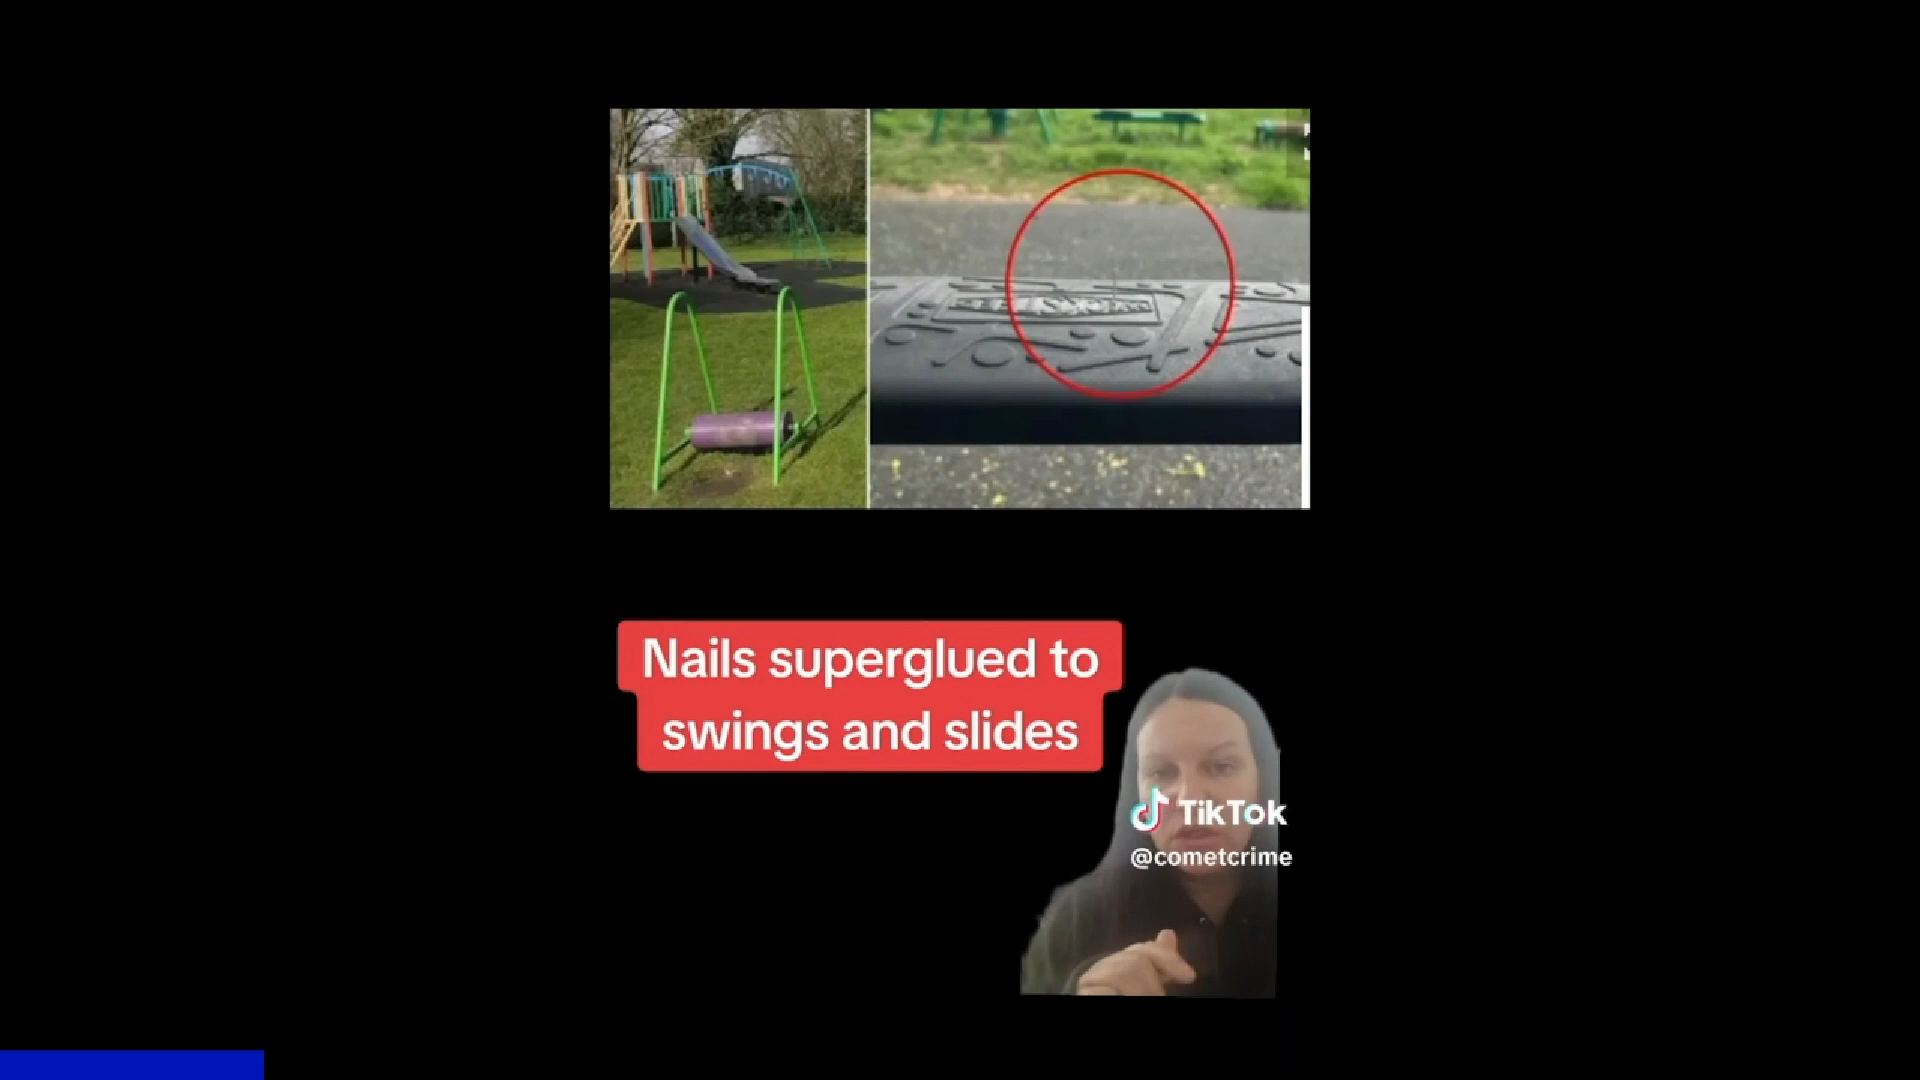 Nails superglued to
swings and slides
TikTok
@cometcrime